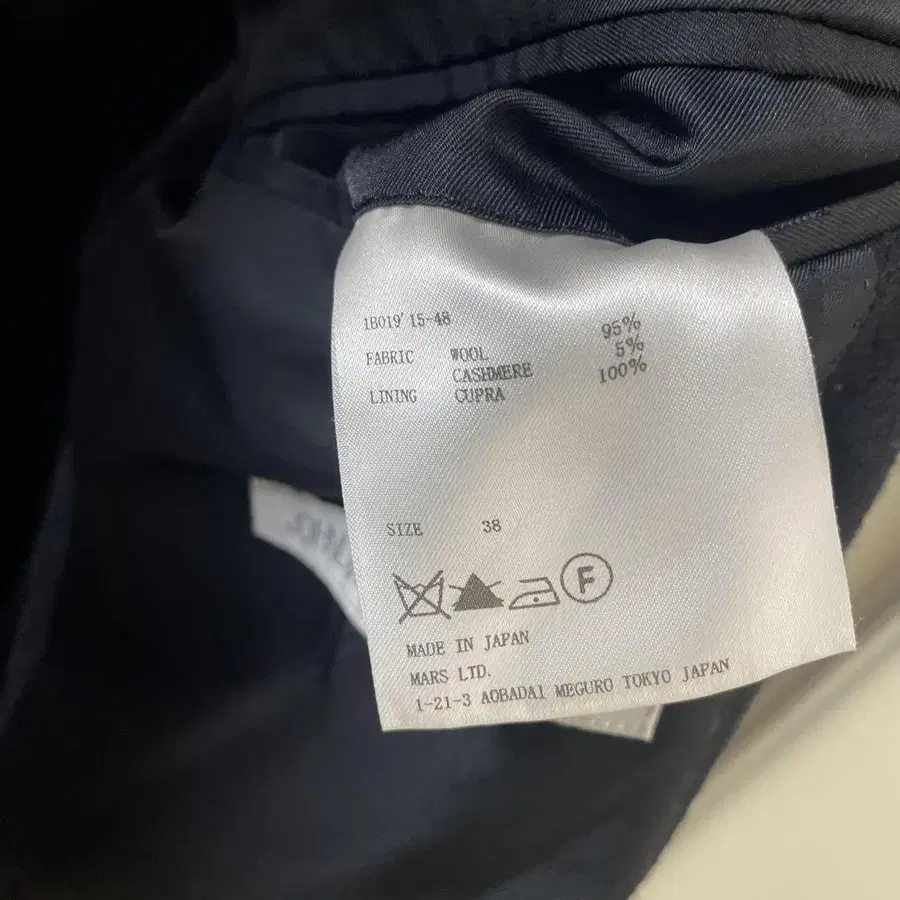 1B019'15-48
FABRIC WOOL 95%
CASHMERE 5%
LINING CUPRA 100%
SIZE 38
F
MADE IN JAPAN
MARS LTD.
1-21-3 AOBADAI MEGURO TOKYO JAPAN